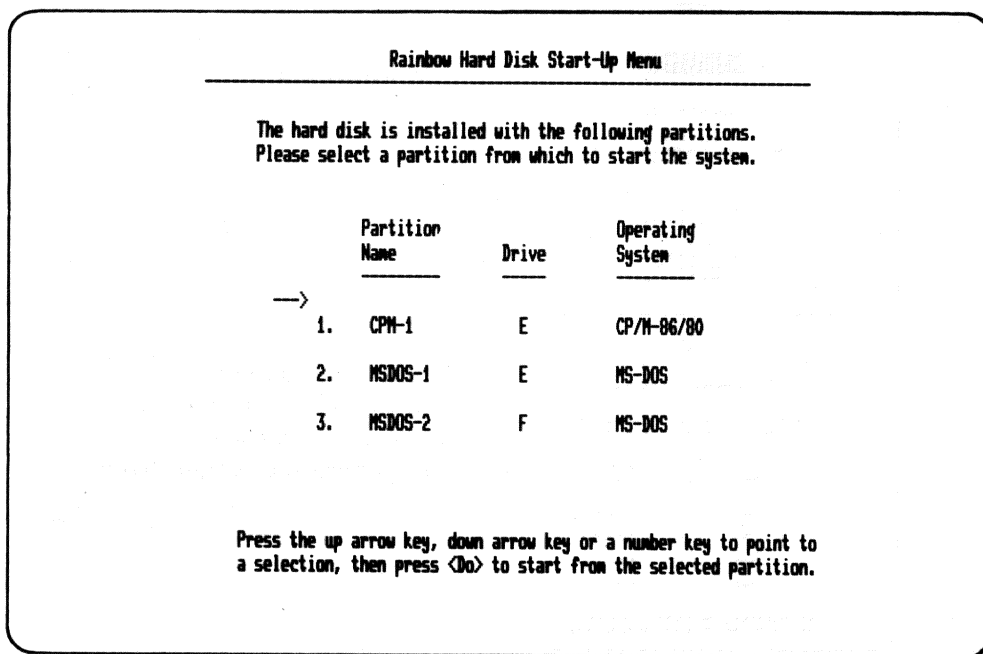 Rainbow Hard Disk Start-Up Menu
The hard disk is installed with the following partitions.
Please select a partition from which to start the system.
Partition Operating
Name Drive System
-->
1. CPM-1 E CP/M-86/80
2. MSDOS-1 E MS-DOS
3. MSDOS-2 F MS-DOS
Press the up arrow key, down arrow key or a number key to point to
a selection, then press <Do> to start from the selected partition.